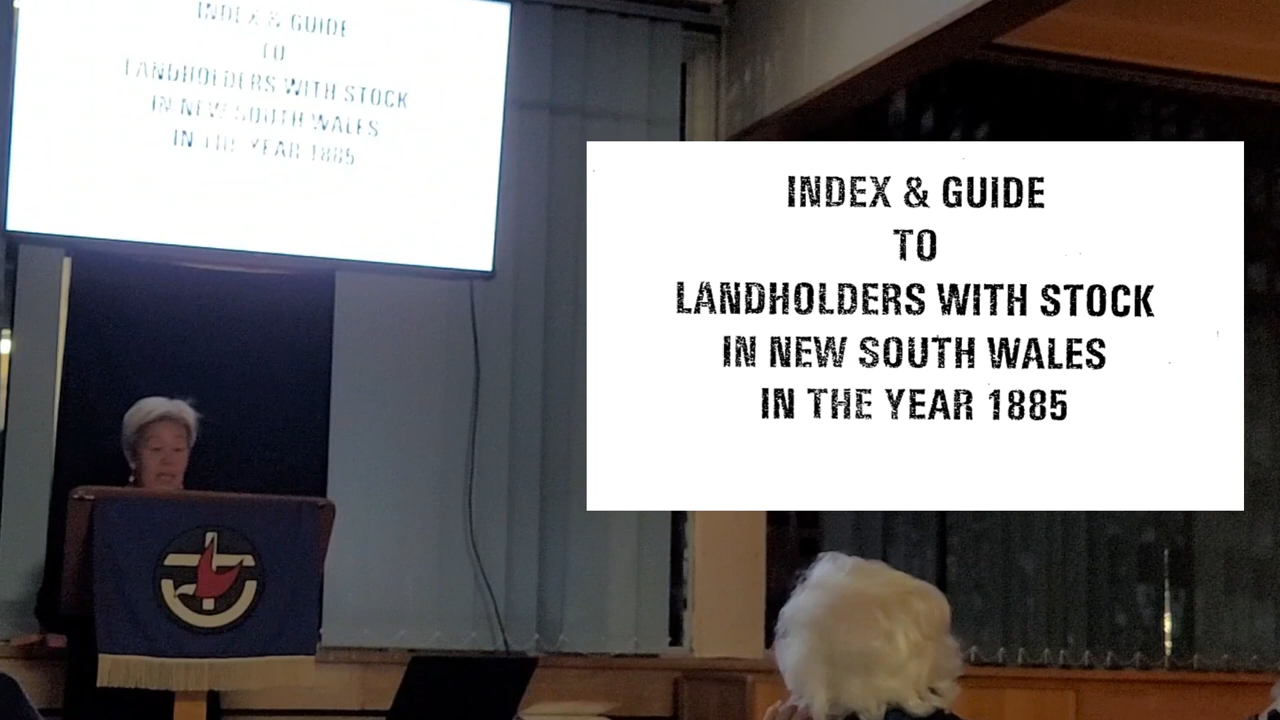 INDEX & GUIDE
TO
LANDHOLDERS WITH STOCK
IN NEW SOUTH WALES
IN THE YEAR 1885
INDEX & GUIDE
TO
LANDHOLDERS WITH STOCK
IN NEW SOUTH WALES
IN THE YEAR 1885